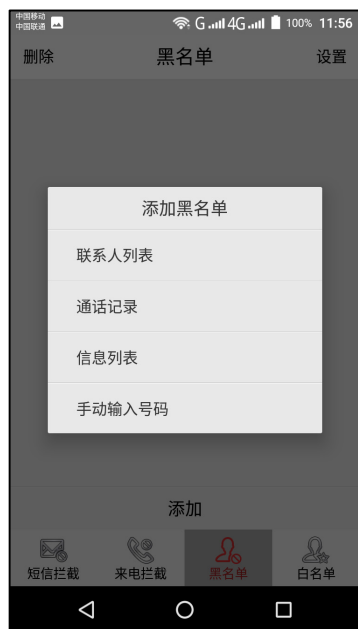 中国移动
中国联通
G 4G 100% 11:56
删除 黑名单 设置
添加黑名单
联系人列表
通话记录
信息列表
手动输入号码
添加
短信拦截 来电拦截 黑名单 白名单